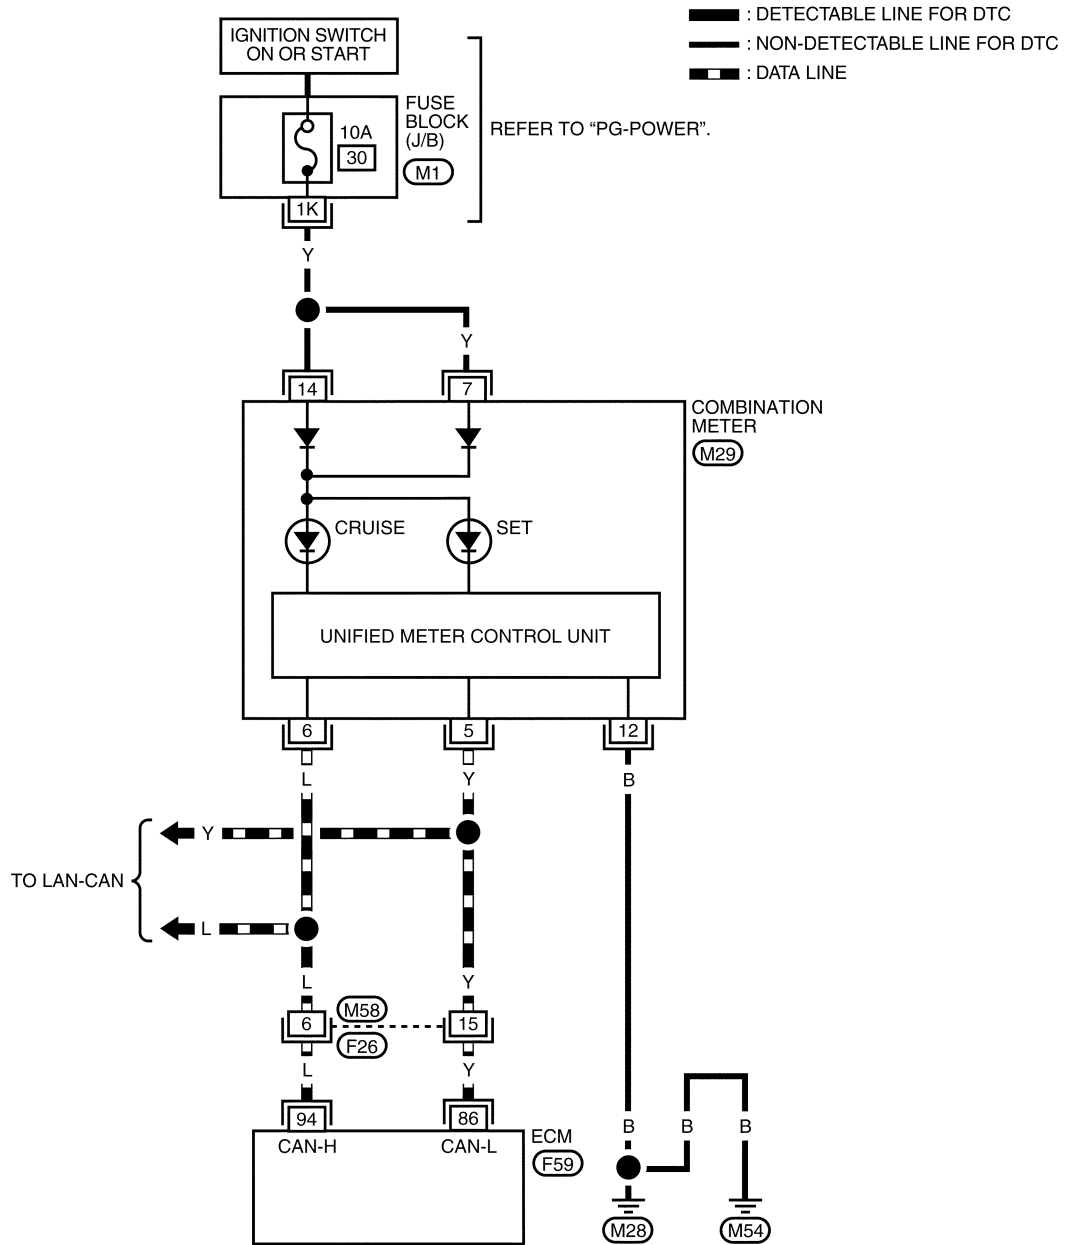 : DETECTABLE LINE FOR DTC
: NON-DETECTABLE LINE FOR DTC
: DATA LINE
IGNITION SWITCH
ON OR START
FUSE
BLOCK
(J/B)
M1
10A
30
REFER TO “PG-POWER”.
1K
Y
Y
14
7
COMBINATION
METER
M29
CRUISE
SET
UNIFIED METER CONTROL UNIT
6
5
12
L
Y
B
Y
TO LAN-CAN
L
L
Y
6
M58
F26
15
L
Y
94
86
CAN-H
CAN-L
ECM
F59
B
B
B
M28
M54